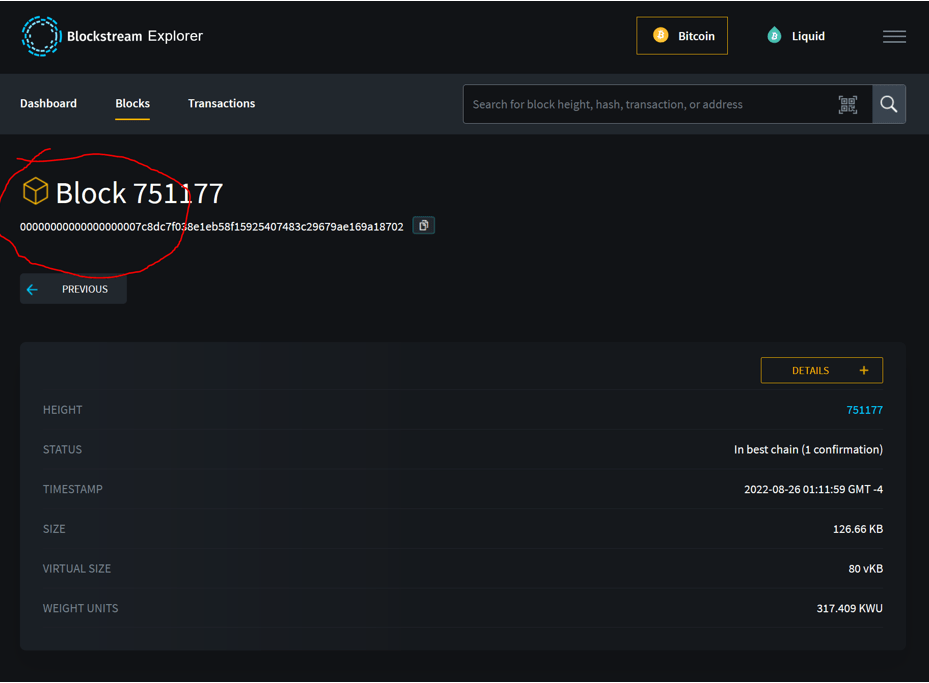 Blockstream Explorer
Bitcoin
Liquid
Dashboard
Blocks
Transactions
Search for block height, hash, transaction, or address
Block 751177
00000000000000000007c8dc7f038e1eb58f15925407483c29679ae169a18702
PREVIOUS
DETAILS +
HEIGHT 751177
STATUS In best chain (1 confirmation)
TIMESTAMP 2022-08-26 01:11:59 GMT -4
SIZE 126.66 KB
VIRTUAL SIZE 80 vKB
WEIGHT UNITS 317.409 KWU